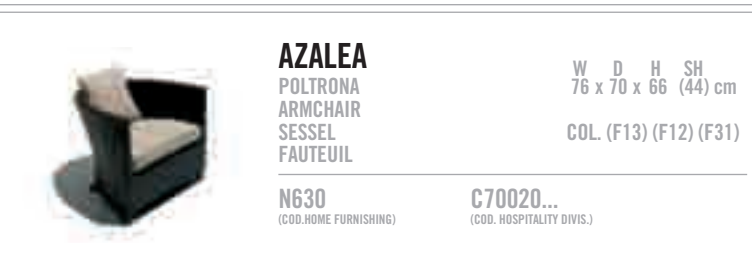 AZALEA
POLTRONA
ARMCHAIR
SESSEL
FAUTEUIL
W D H SH
76 x 70 x 66 (44) cm
COL. (F13) (F12) (F31)
N630
(COD.HOME FURNISHING)
C70020...
(COD. HOSPITALITY DIVIS.)